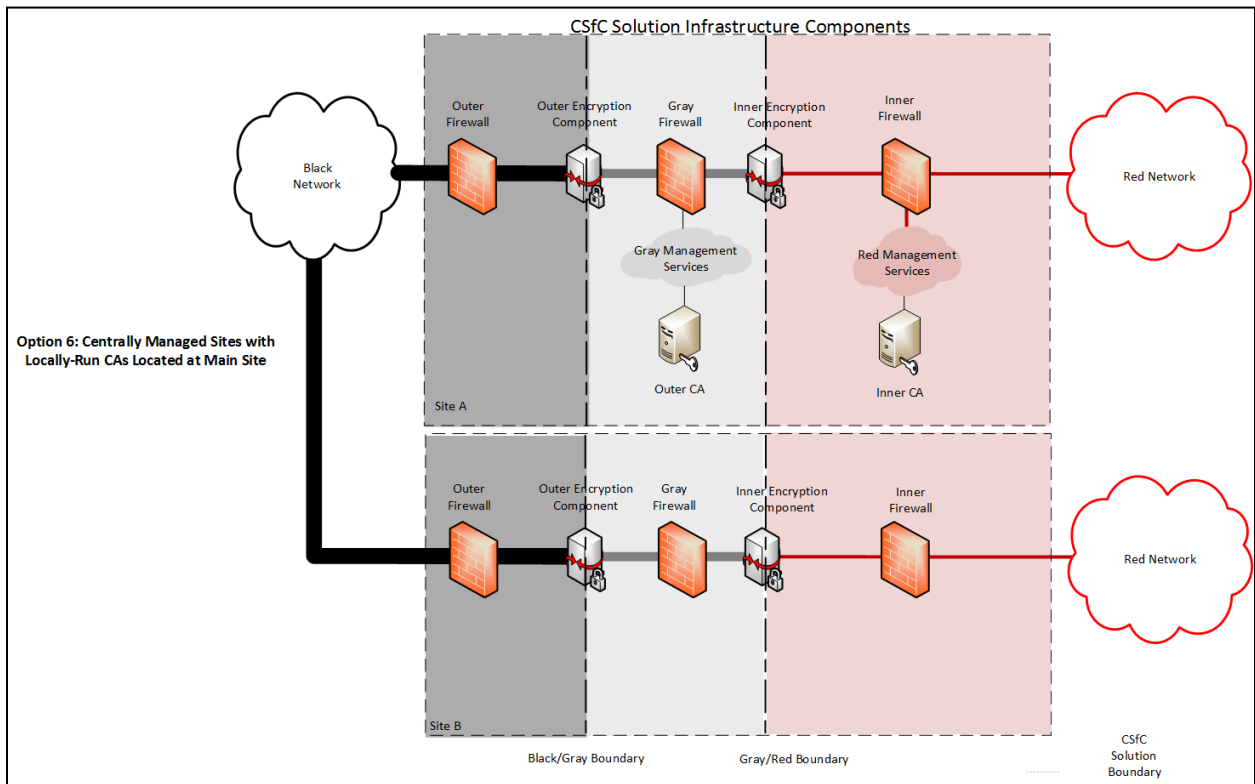 CSfC Solution Infrastructure Components
Outer
Firewall
Outer Encryption
Component
Gray
Firewall
Inner Encryption
Component
Inner
Firewall
Black
Network
Red Network
Gray Management
Services
Red Management
Services
Option 6: Centrally Managed Sites with
Locally-Run CAs Located at Main Site
Outer CA
Inner CA
Site A
Outer
Firewall
Outer Encryption
Component
Gray
Firewall
Inner Encryption
Component
Inner
Firewall
Red Network
Site B
Black/Gray Boundary
Gray/Red Boundary
CSfC
Solution
Boundary